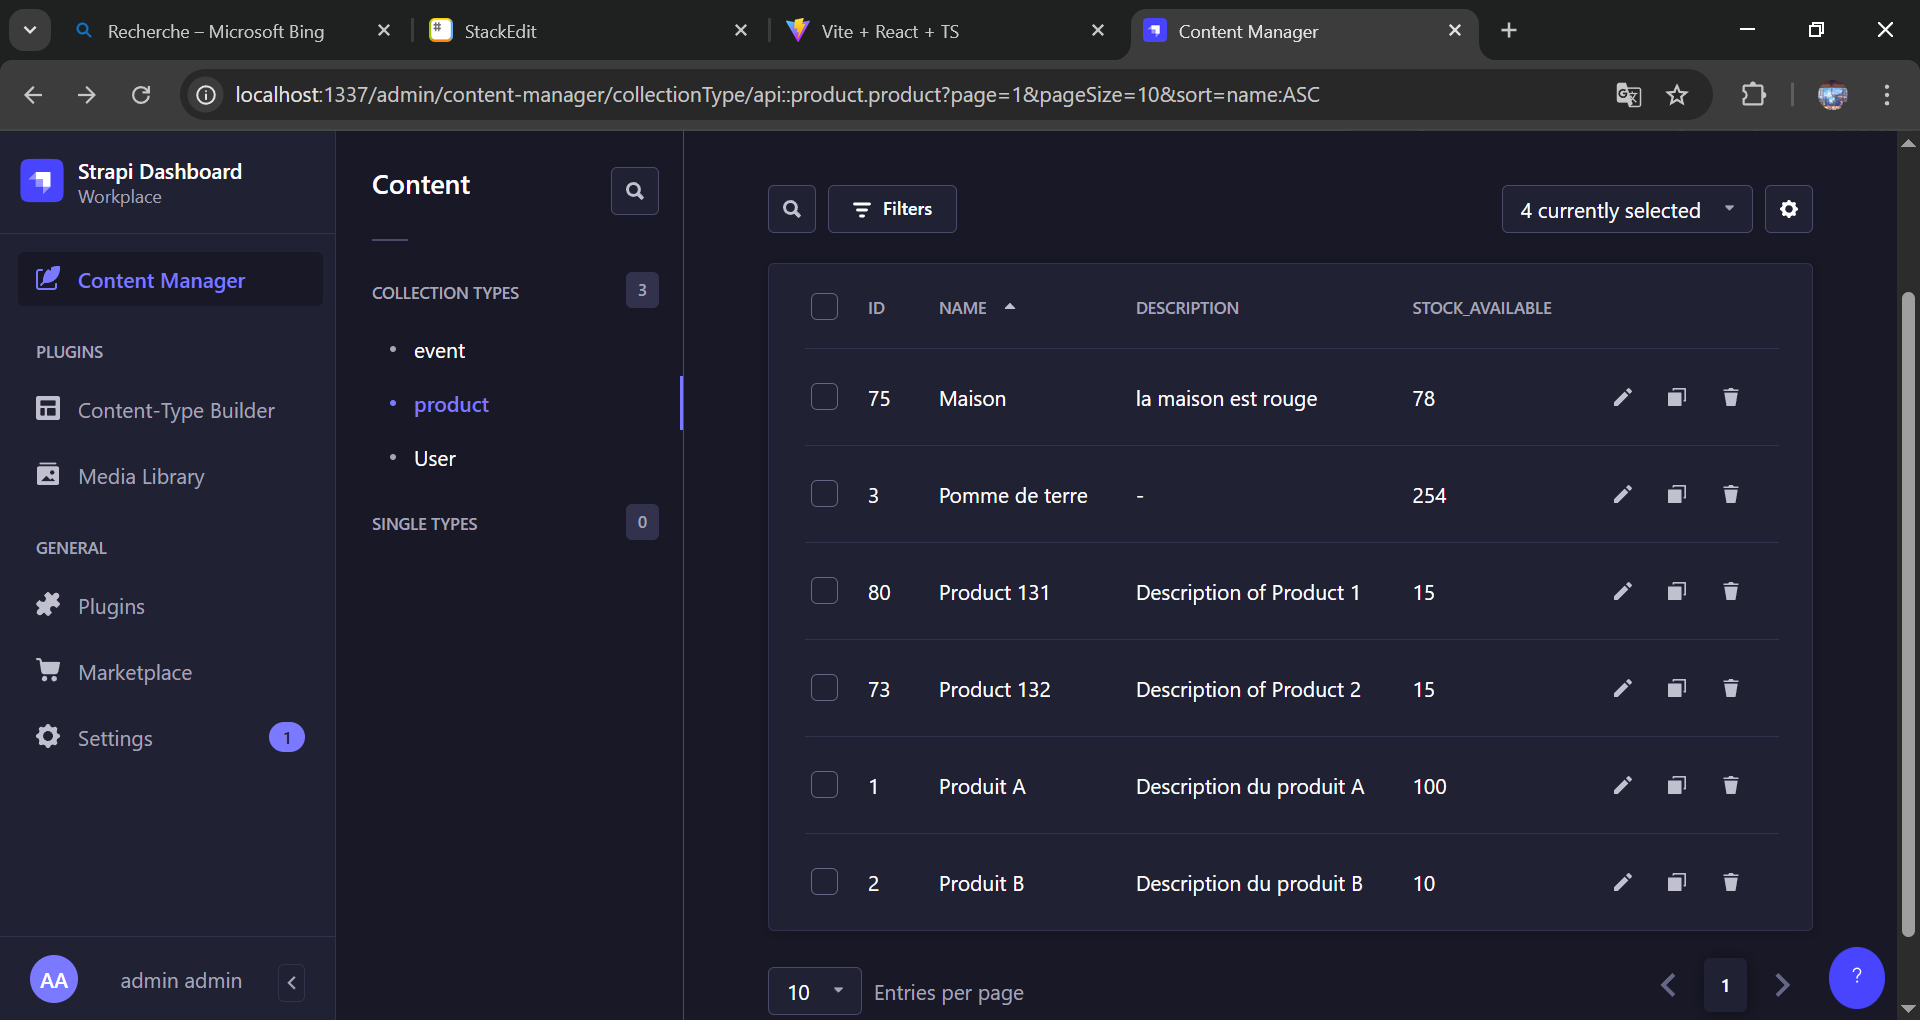 Recherche – Microsoft Bing
StackEdit
Vite + React + TS
Content Manager
localhost:1337/admin/content-manager/collectionType/api::product.product?page=1&pageSize=10&sort=name:ASC
Strapi Dashboard
Workplace
Content Manager
PLUGINS
Content-Type Builder
Media Library
GENERAL
Plugins
Marketplace
Settings 1
AA admin admin
Content
COLLECTION TYPES 3
event
product
User
SINGLE TYPES 0
Filters
4 currently selected
ID NAME DESCRIPTION STOCK_AVAILABLE
75 Maison la maison est rouge 78
3 Pomme de terre - 254
80 Product 131 Description of Product 1 15
73 Product 132 Description of Product 2 15
1 Produit A Description du produit A 100
2 Produit B Description du produit B 10
10 Entries per page
1
?